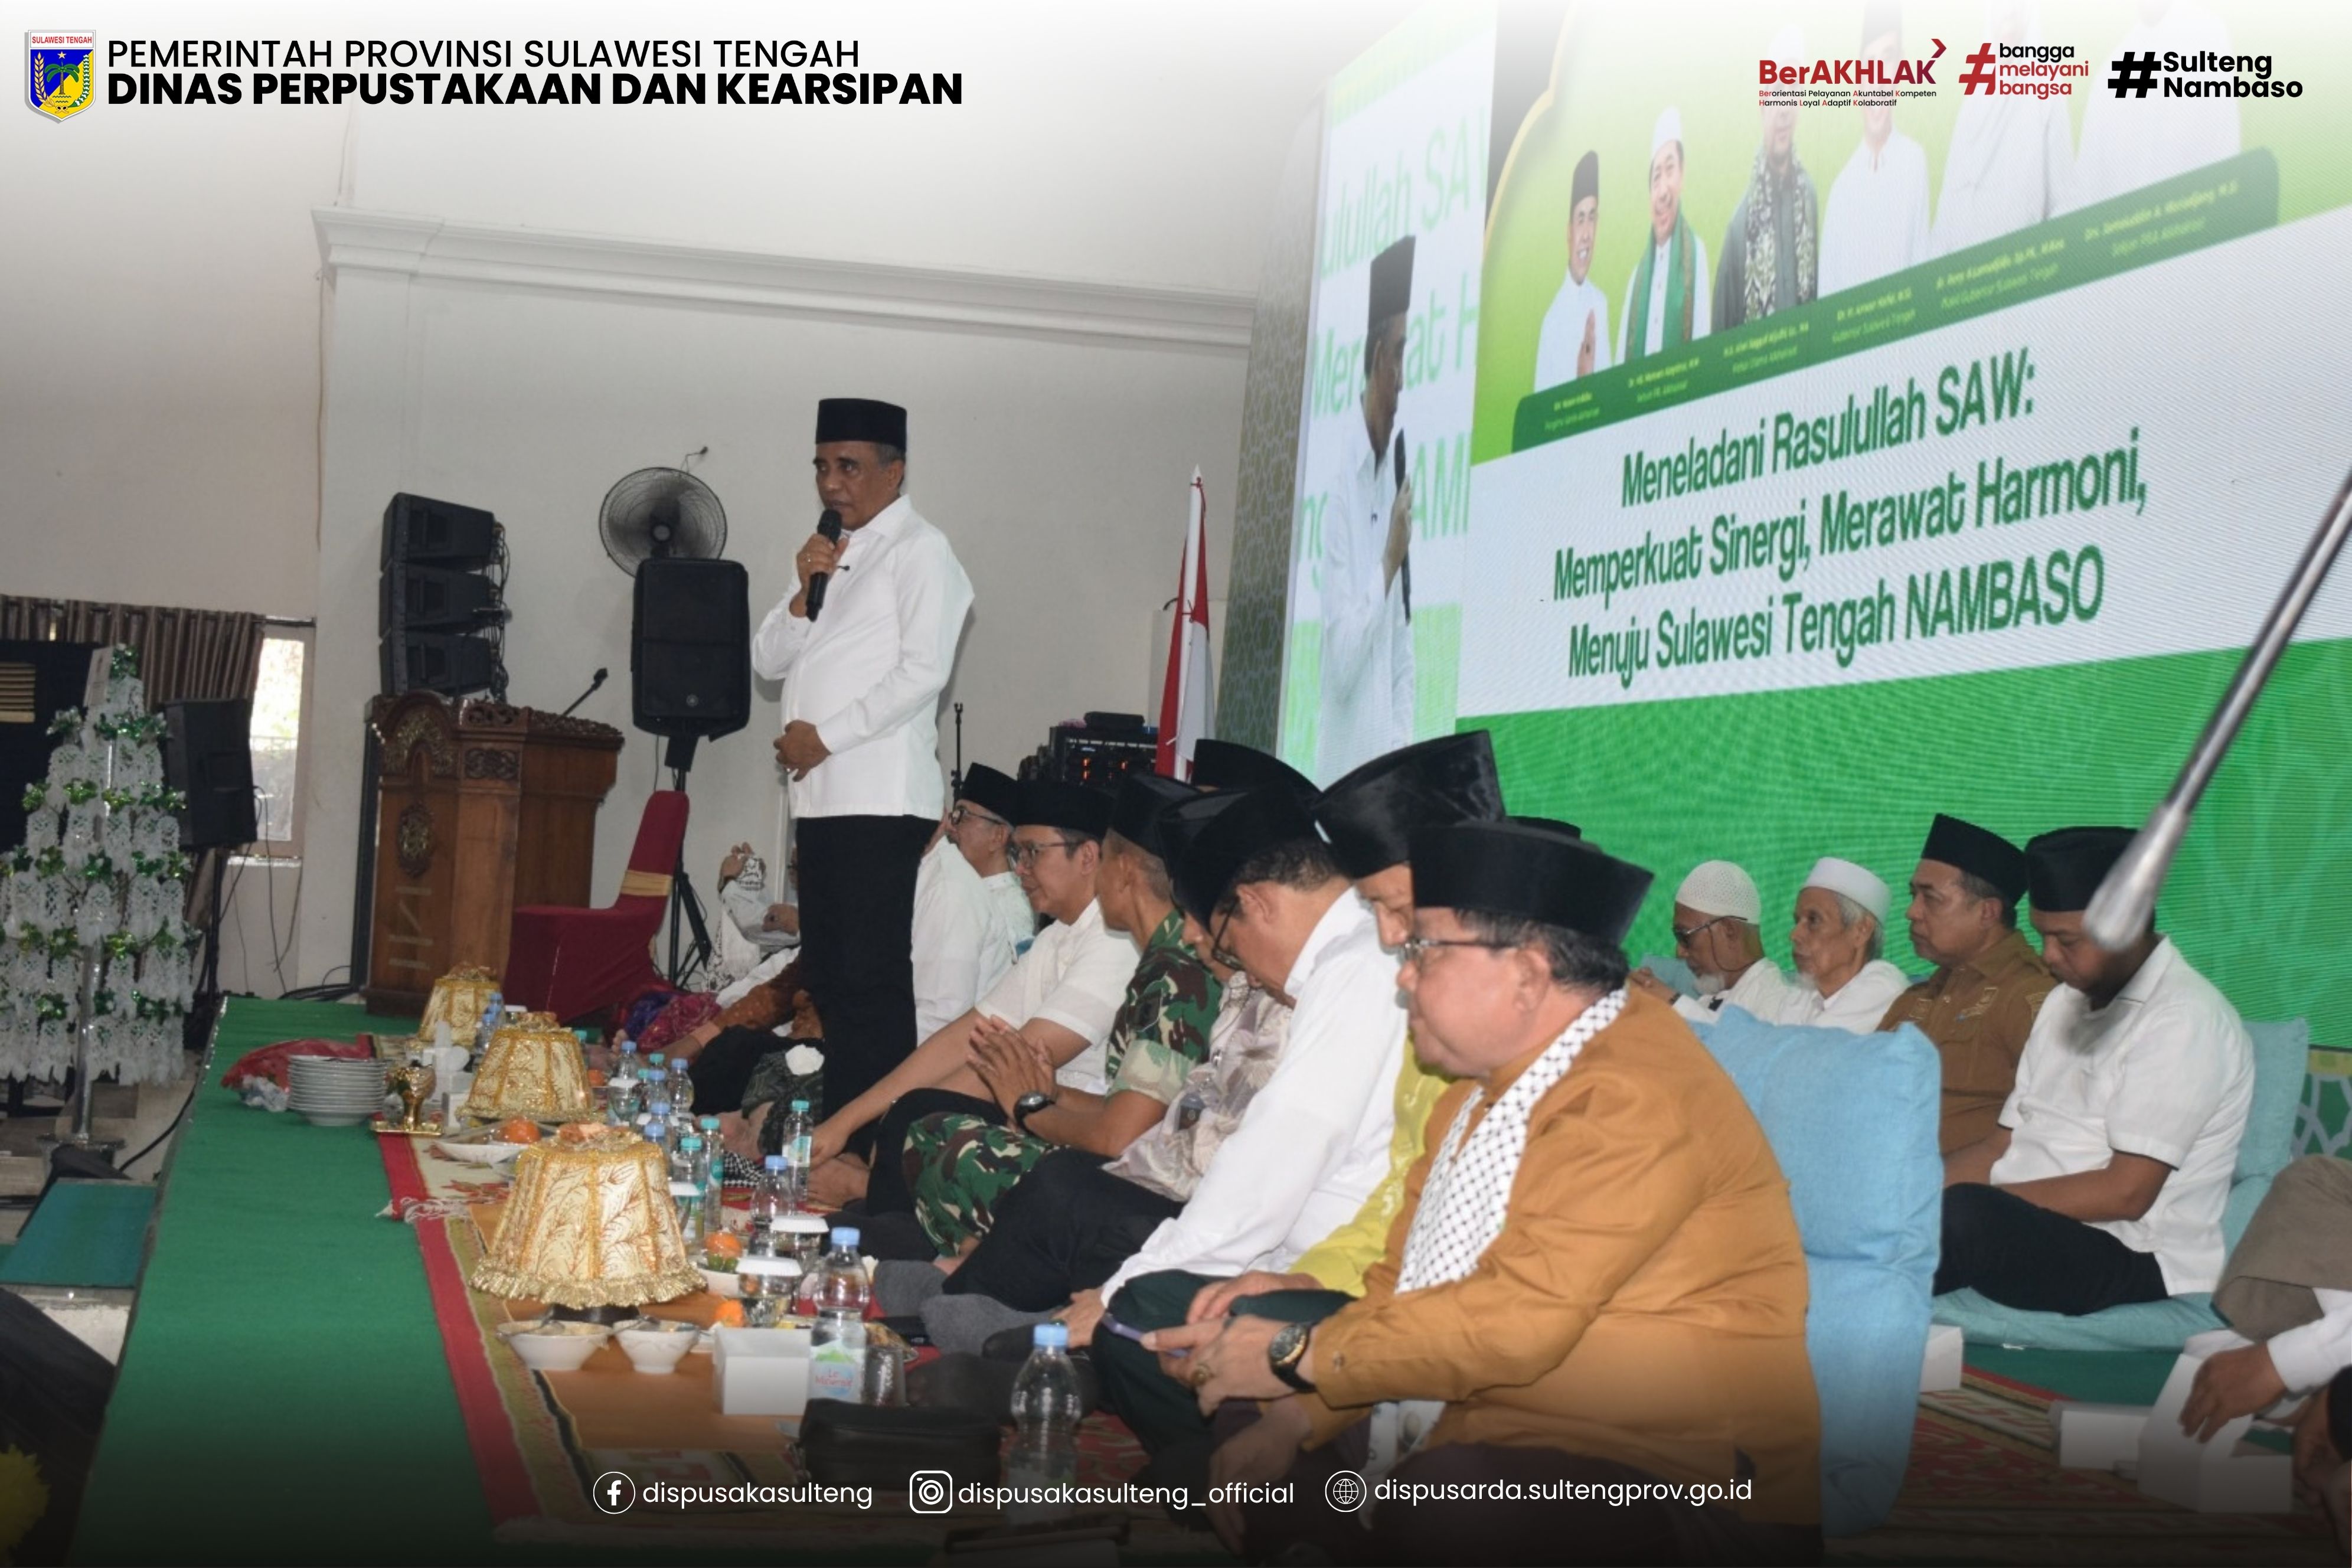 SULAWESI TENGAH
PEMERINTAH PROVINSI SULAWESI TENGAH
DINAS PERPUSTAKAAN DAN KEARSIPAN
BerAKHLAK
Berorientasi Pelayanan Akuntabel Kompeten
Harmonis Loyal Adaptif Kolaboratif
#bangga
melayani
bangsa
#Sulteng
Nambaso
Meneladani Rasulullah SAW:
Memperkuat Sinergi, Merawat Harmoni,
Menuju Sulawesi Tengah NAMBASO
dispusakasulteng
dispusakasulteng_official
dispusarda.sultengprov.go.id